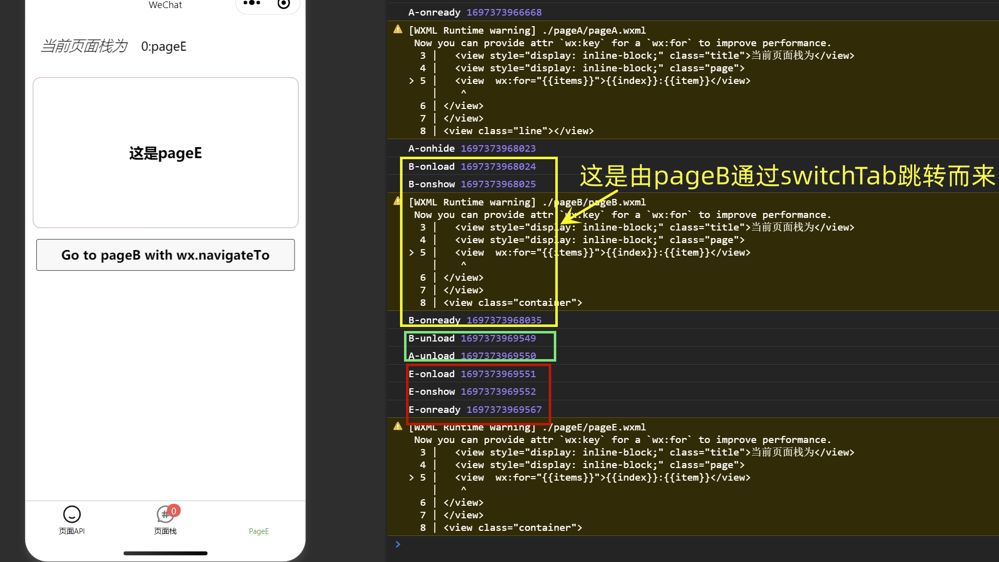 WeChat
当前页面栈为 0:pageE
这是pageE
Go to pageB with wx.navigateTo
页面API
0
页面栈
PageE
A-onready 1697373966668
[WXML Runtime warning] ./pageA/pageA.wxml
Now you can provide attr `wx:key` for a `wx:for` to improve performance.
3 |   <view style="display: inline-block;" class="title">当前页面栈为</view>
4 |   <view style="display: inline-block;" class="page">
> 5 |   <view  wx:for="{{items}}">{{index}}:{{item}}</view>
|    ^
6 | </view>
7 | </view>
8 | <view class="line"></view>
A-onhide 1697373968023
B-onload 1697373968024
这是由pageB通过switchTab跳转而来
B-onshow 1697373968025
[WXML Runtime warning] ./pageB/pageB.wxml
Now you can provide attr `wx:key` for a `wx:for` to improve performance.
3 |   <view style="display: inline-block;" class="title">当前页面栈为</view>
4 |   <view style="display: inline-block;" class="page">
> 5 |   <view  wx:for="{{items}}">{{index}}:{{item}}</view>
|    ^
6 | </view>
7 | </view>
8 | <view class="container">
B-onready 1697373968035
B-unload 1697373969549
A-unload 1697373969550
E-onload 1697373969551
E-onshow 1697373969552
E-onready 1697373969567
[WXML Runtime warning] ./pageE/pageE.wxml
Now you can provide attr `wx:key` for a `wx:for` to improve performance.
3 |   <view style="display: inline-block;" class="title">当前页面栈为</view>
4 |   <view style="display: inline-block;" class="page">
> 5 |   <view  wx:for="{{items}}">{{index}}:{{item}}</view>
|    ^
6 | </view>
7 | </view>
8 | <view class="container">
>